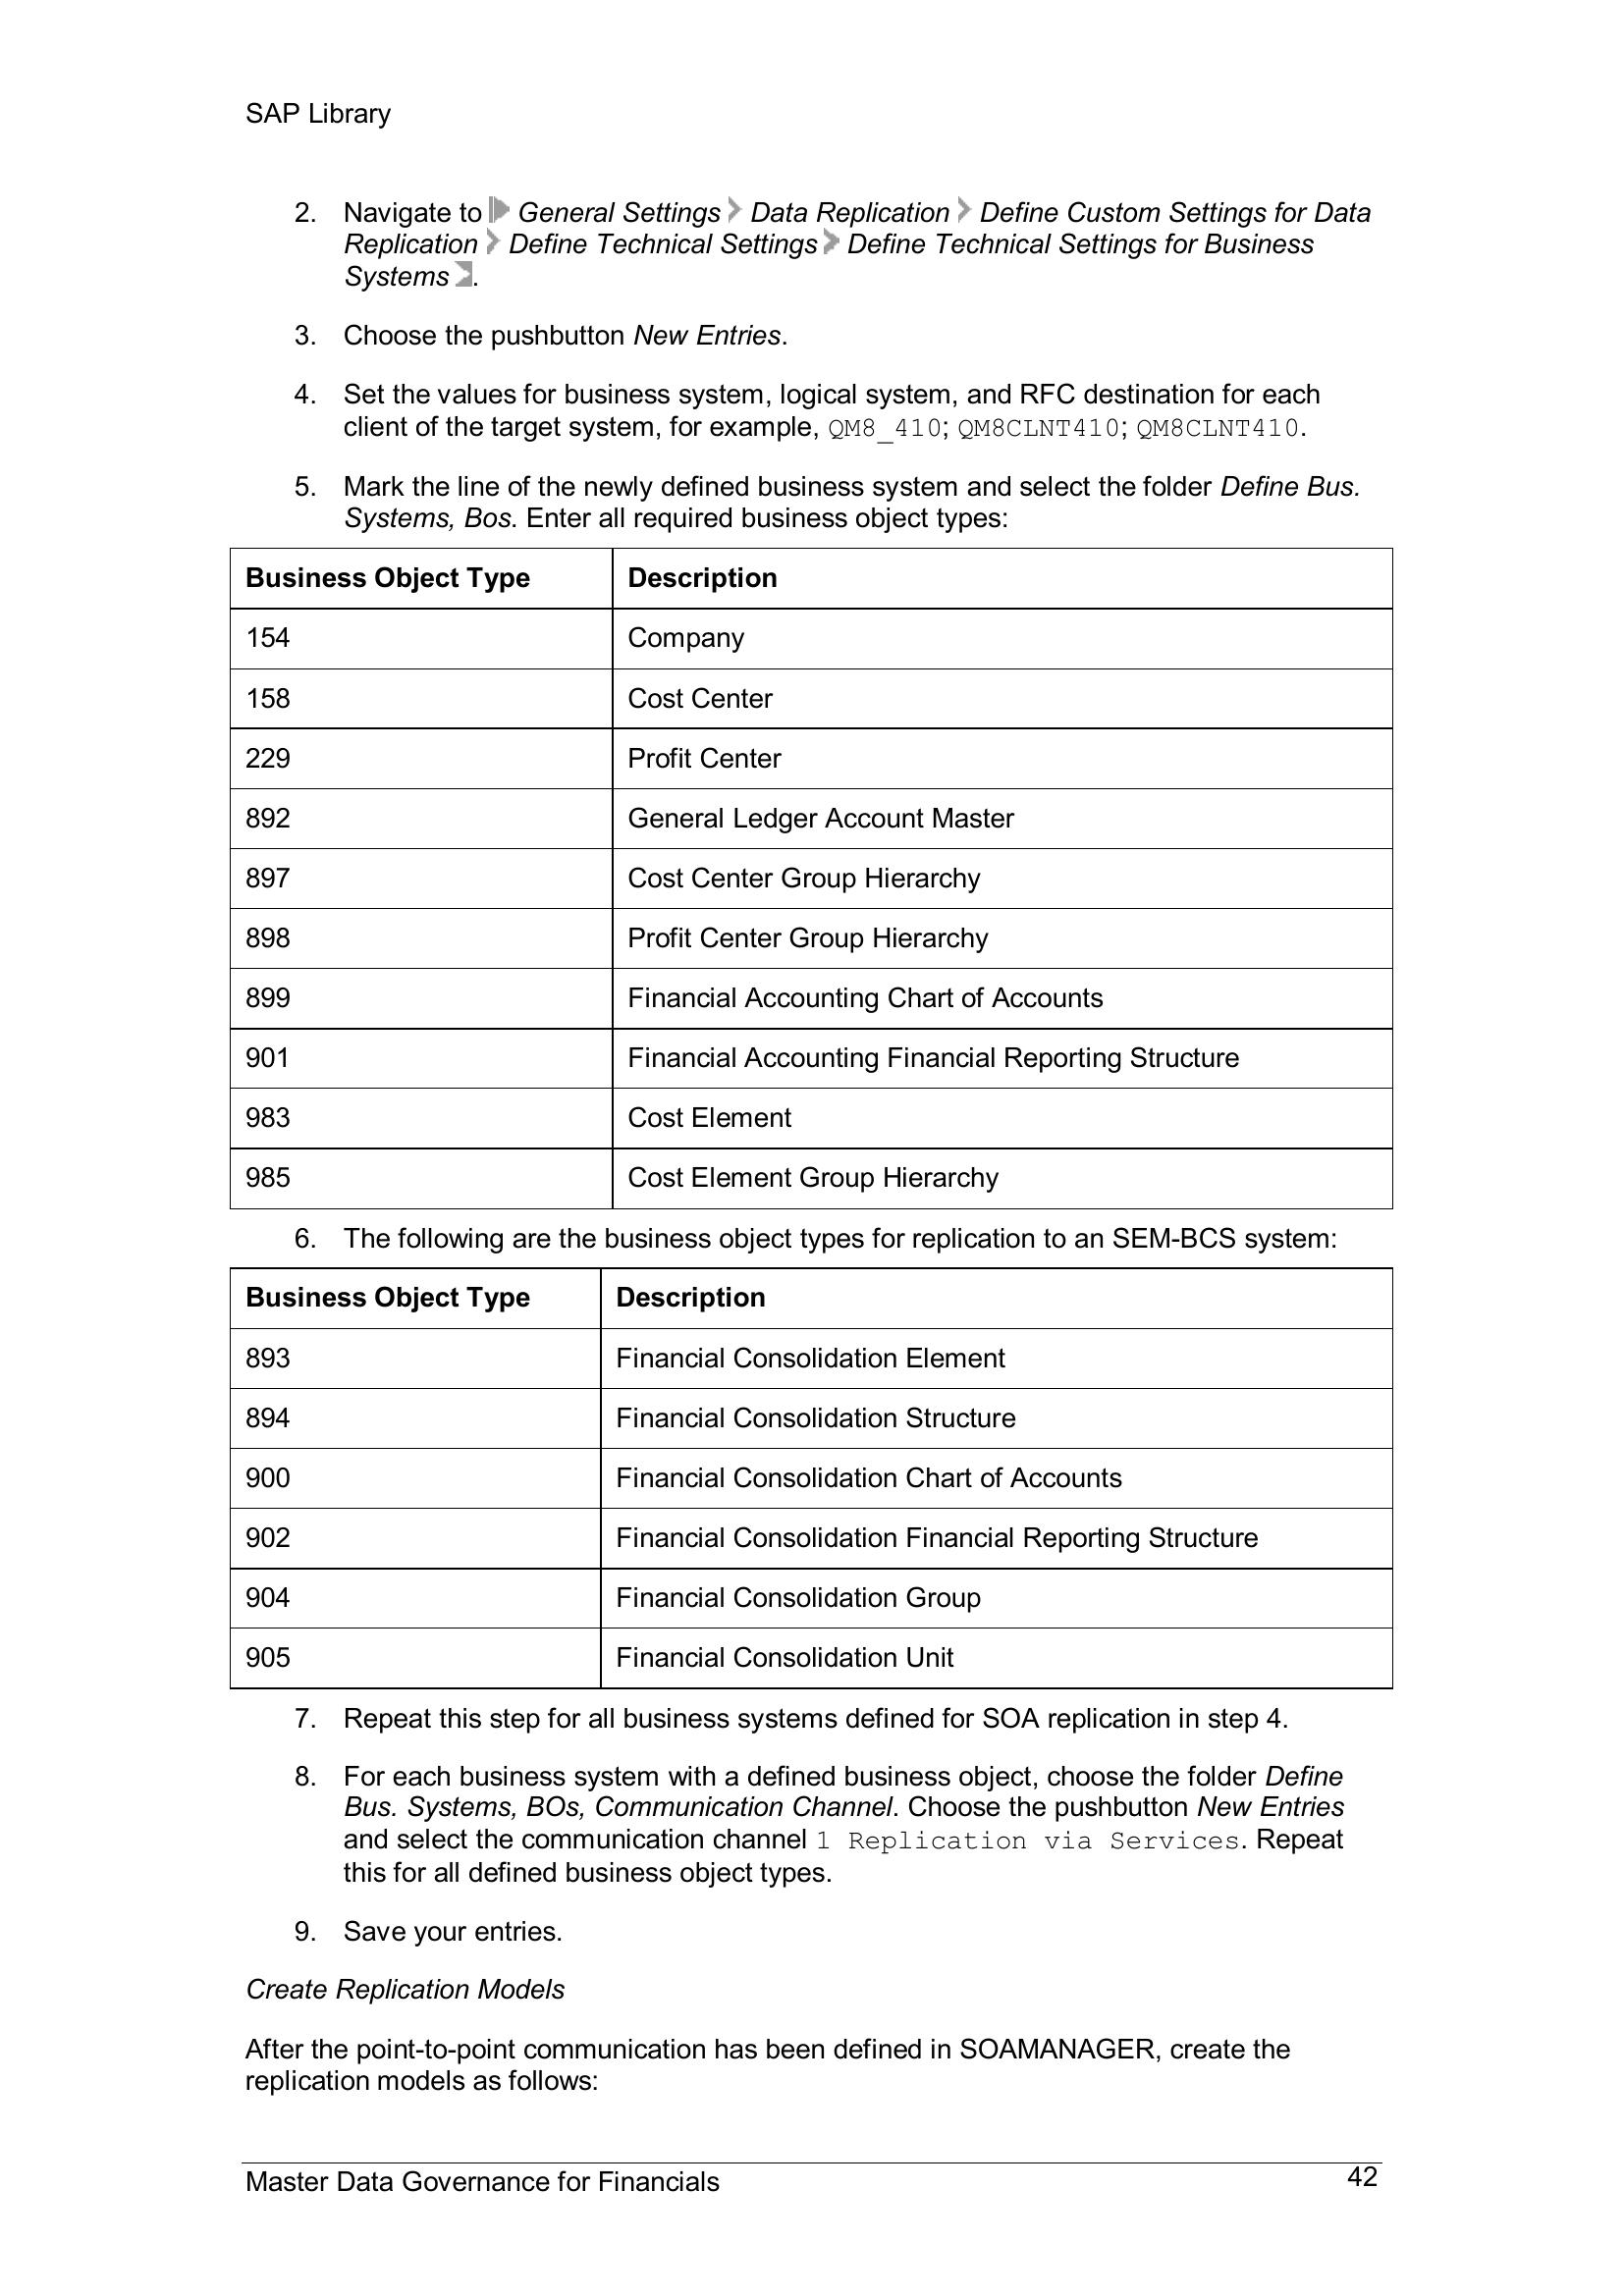 SAP Library
2. Navigate to General Settings Data Replication Define Custom Settings for Data
Replication Define Technical Settings Define Technical Settings for Business
Systems .
3. Choose the pushbutton New Entries.
4. Set the values for business system, logical system, and RFC destination for each
client of the target system, for example, QM8_410; QM8CLNT410; QM8CLNT410.
5. Mark the line of the newly defined business system and select the folder Define Bus.
Systems, Bos. Enter all required business object types:
Business Object Type Description
154 Company
158 Cost Center
229 Profit Center
892 General Ledger Account Master
897 Cost Center Group Hierarchy
898 Profit Center Group Hierarchy
899 Financial Accounting Chart of Accounts
901 Financial Accounting Financial Reporting Structure
983 Cost Element
985 Cost Element Group Hierarchy
6. The following are the business object types for replication to an SEM-BCS system:
Business Object Type Description
893 Financial Consolidation Element
894 Financial Consolidation Structure
900 Financial Consolidation Chart of Accounts
902 Financial Consolidation Financial Reporting Structure
904 Financial Consolidation Group
905 Financial Consolidation Unit
7. Repeat this step for all business systems defined for SOA replication in step 4.
8. For each business system with a defined business object, choose the folder Define
Bus. Systems, BOs, Communication Channel. Choose the pushbutton New Entries
and select the communication channel 1 Replication via Services. Repeat
this for all defined business object types.
9. Save your entries.
Create Replication Models
After the point-to-point communication has been defined in SOAMANAGER, create the
replication models as follows:
Master Data Governance for Financials 42